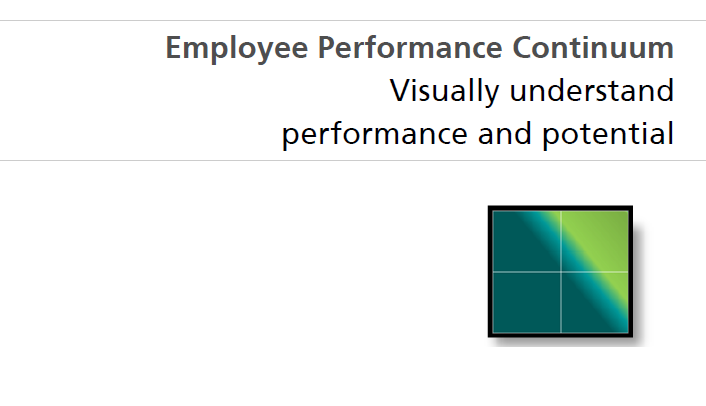 Employee Performance Continuum
Visually understand
performance and potential